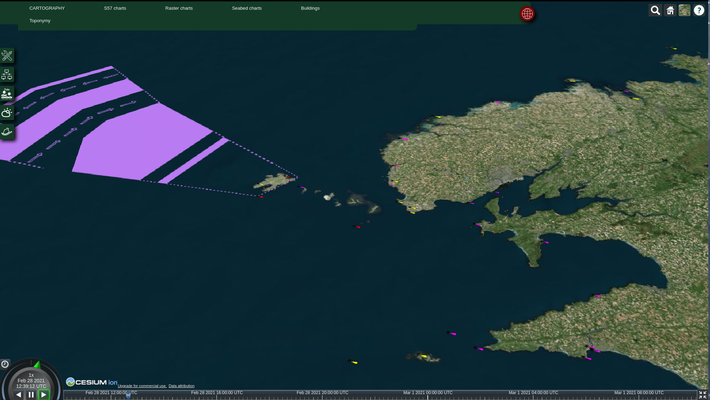 CARTOGRAPHY S57 charts Raster charts Seabed charts Buildings
Toponymy
1x
Feb 28 2021
12:39:12 UTC
CESIUM ion Upgrade for commercial use. Data attribution
Feb 28 2021 12:00:00 UTC Feb 28 2021 16:00:00 UTC Feb 28 2021 20:00:00 UTC Mar 1 2021 00:00:00 UTC Mar 1 2021 04:00:00 UTC Mar 1 2021 08:00:00 UTC